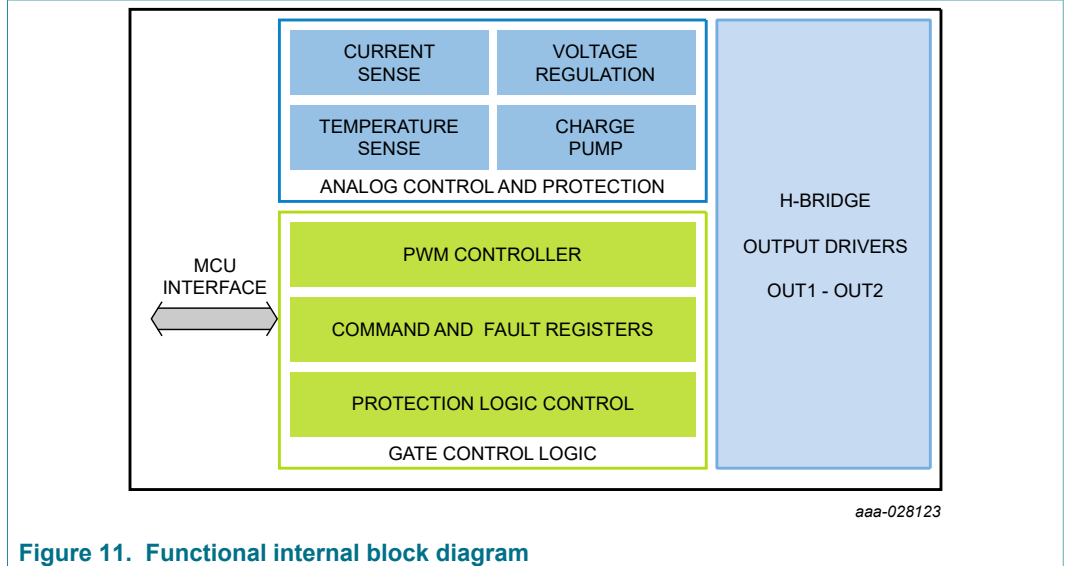 CURRENT
SENSE
VOLTAGE
REGULATION
TEMPERATURE
SENSE
CHARGE
PUMP
ANALOG CONTROL AND PROTECTION
MCU
INTERFACE
PWM CONTROLLER
COMMAND AND FAULT REGISTERS
PROTECTION LOGIC CONTROL
GATE CONTROL LOGIC
H-BRIDGE
OUTPUT DRIVERS
OUT1 - OUT2
aaa-028123
Figure 11. Functional internal block diagram